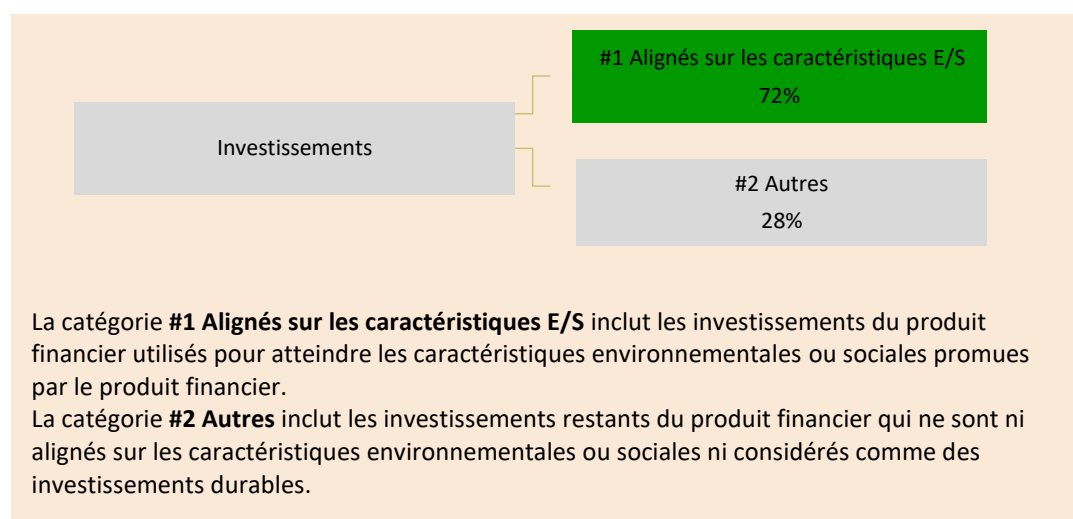 #1 Alignés sur les caractéristiques E/S
72%
Investissements
#2 Autres
28%
La catégorie #1 Alignés sur les caractéristiques E/S inclut les investissements du produit
financier utilisés pour atteindre les caractéristiques environnementales ou sociales promues
par le produit financier.
La catégorie #2 Autres inclut les investissements restants du produit financier qui ne sont ni
alignés sur les caractéristiques environnementales ou sociales ni considérés comme des
investissements durables.